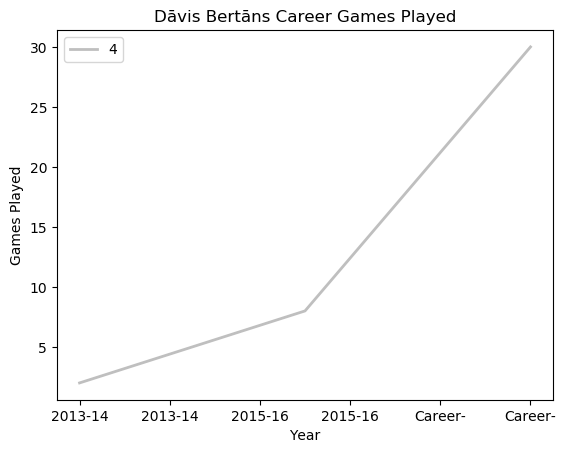 Dāvis Bertāns Career Games Played
4
30
25
20
15
10
5
Games Played
2013-14 2013-14 2015-16 2015-16 Career- Career-
Year